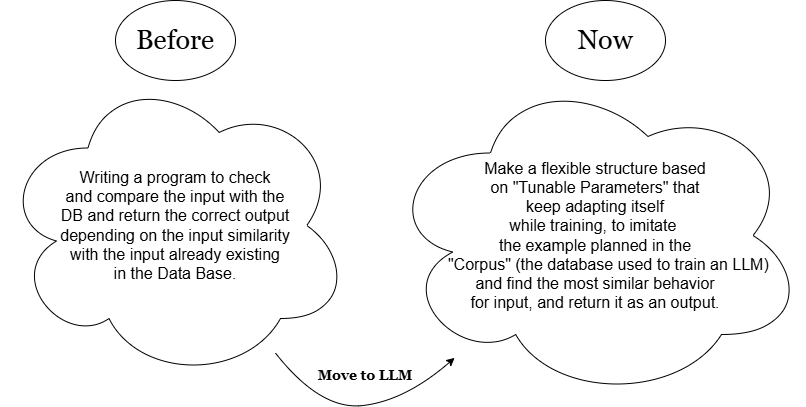 Before
Now
Writing a program to check
and compare the input with the
DB and return the correct output
depending on the input similarity
with the input already existing
in the Data Base.
Make a flexible structure based
on "Tunable Parameters" that
keep adapting itself
while training, to imitate
the example planned in the
"Corpus" (the database used to train an LLM)
and find the most similar behavior
for input, and return it as an output.
Move to LLM